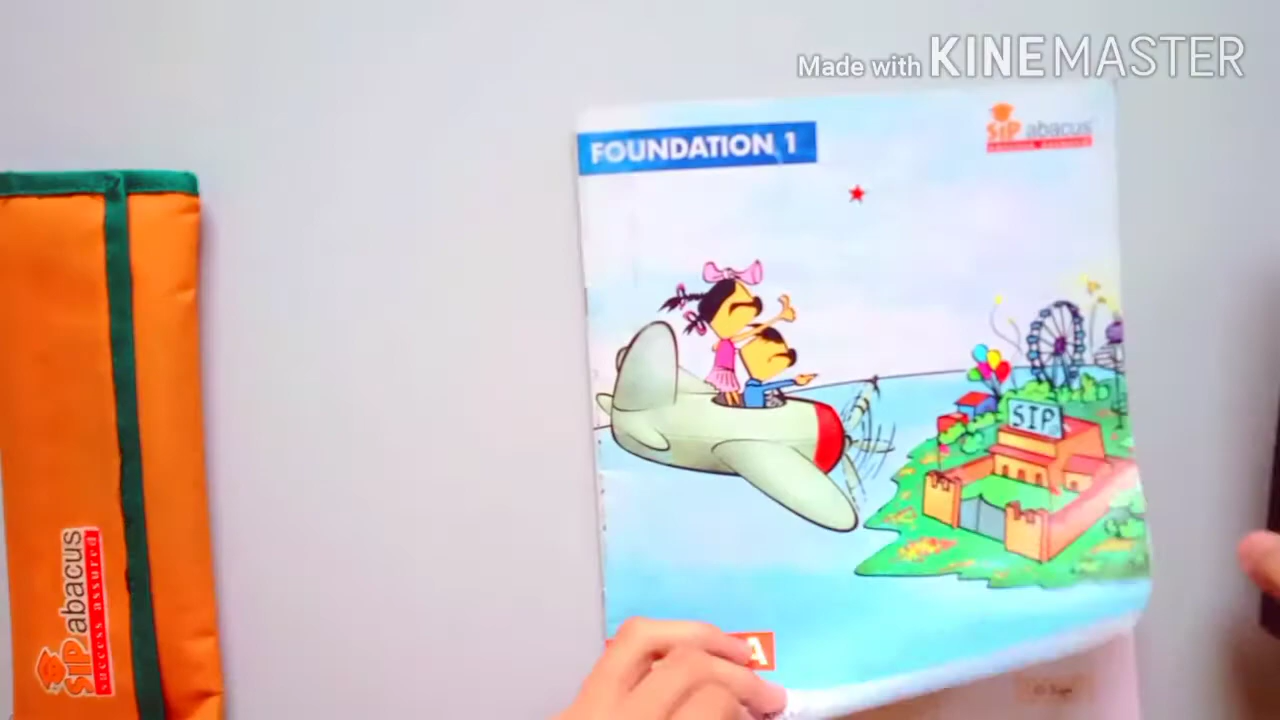 Made with KINEMASTER
FOUNDATION 1
SIP abacus
SIP
A
SIP abacus
success assured